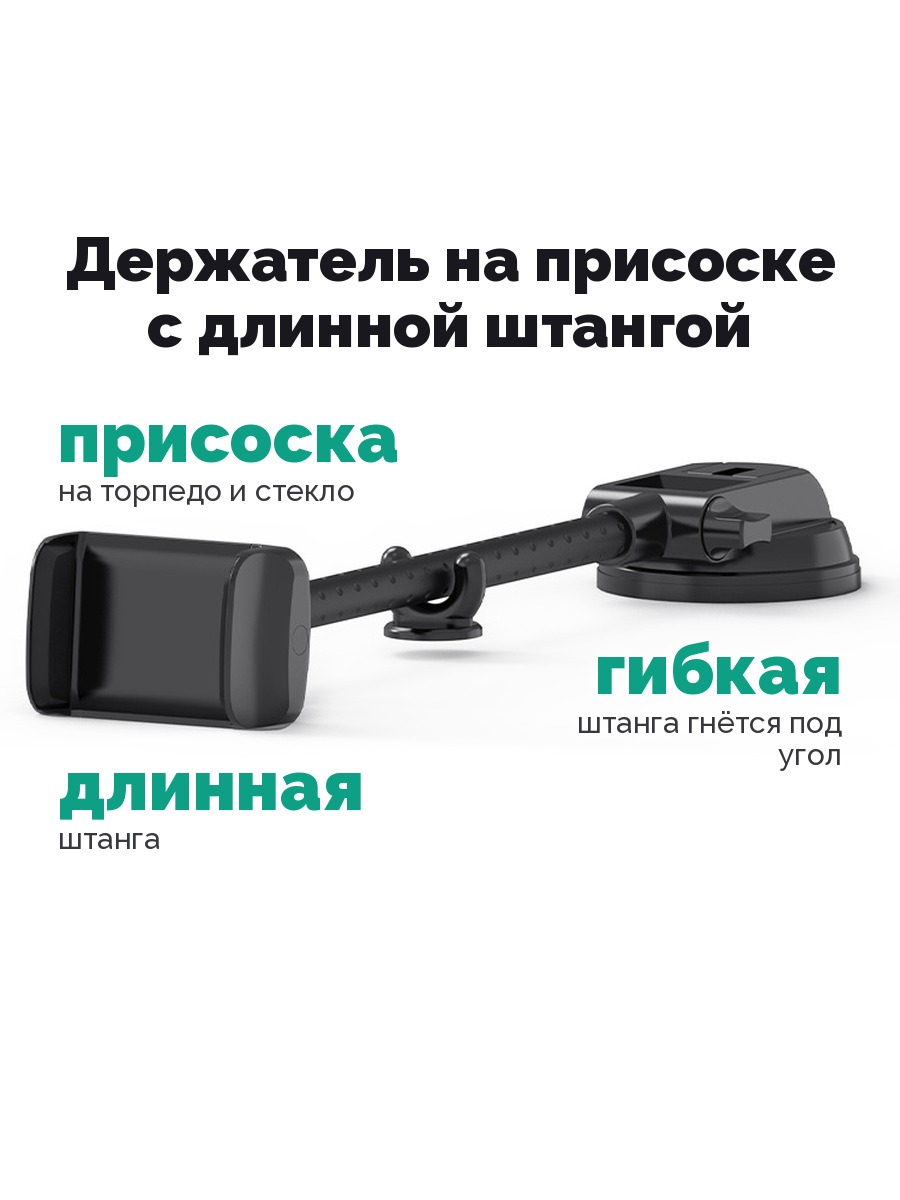 Держатель на присоске
с длинной штангой
присоска
на торпедо и стекло
гибкая
штанга гнётся под
угол
длинная
штанга